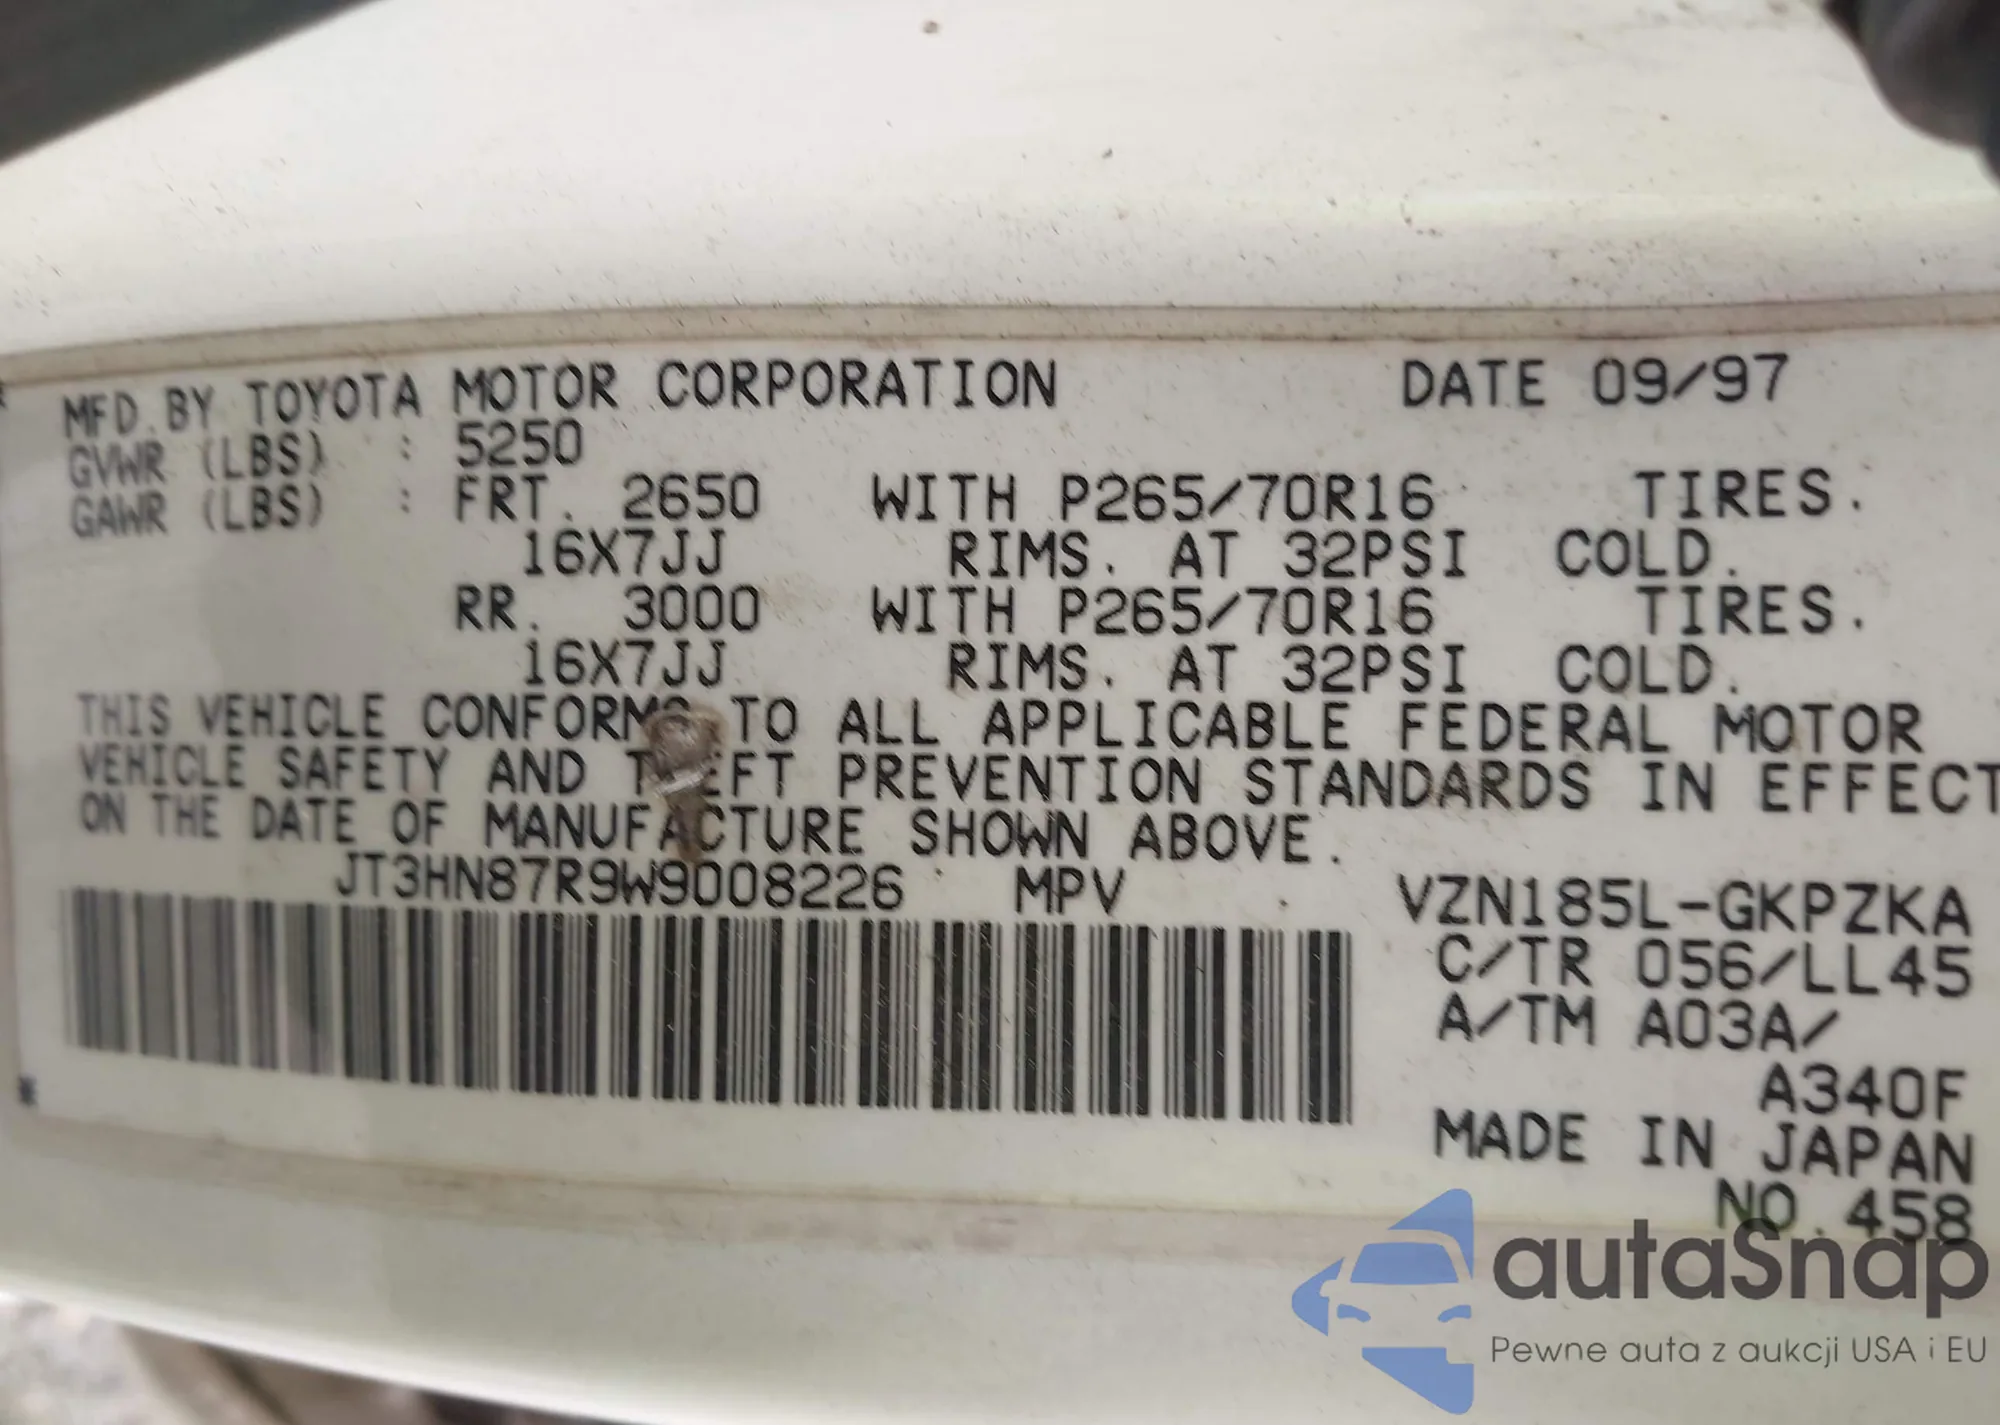 MFD. BY TOYOTA MOTOR CORPORATION DATE 09/97
GVWR (LBS) : 5250
GAWR (LBS) : FRT. 2650 WITH P265/70R16 TIRES.
16X7JJ RIMS. AT 32PSI COLD.
RR. 3000 WITH P265/70R16 TIRES.
16X7JJ RIMS. AT 32PSI COLD.
THIS VEHICLE CONFORMS TO ALL APPLICABLE FEDERAL MOTOR
VEHICLE SAFETY AND THEFT PREVENTION STANDARDS IN EFFECT
ON THE DATE OF MANUFACTURE SHOWN ABOVE.
JT3HN87R9W9008226 MPV VZN185L-GKPZKA
C/TR 056/LL45
A/TM A03A/
A340F
MADE IN JAPAN
NO. 458
autaSnap
Pewne auta z aukcji USA i EU